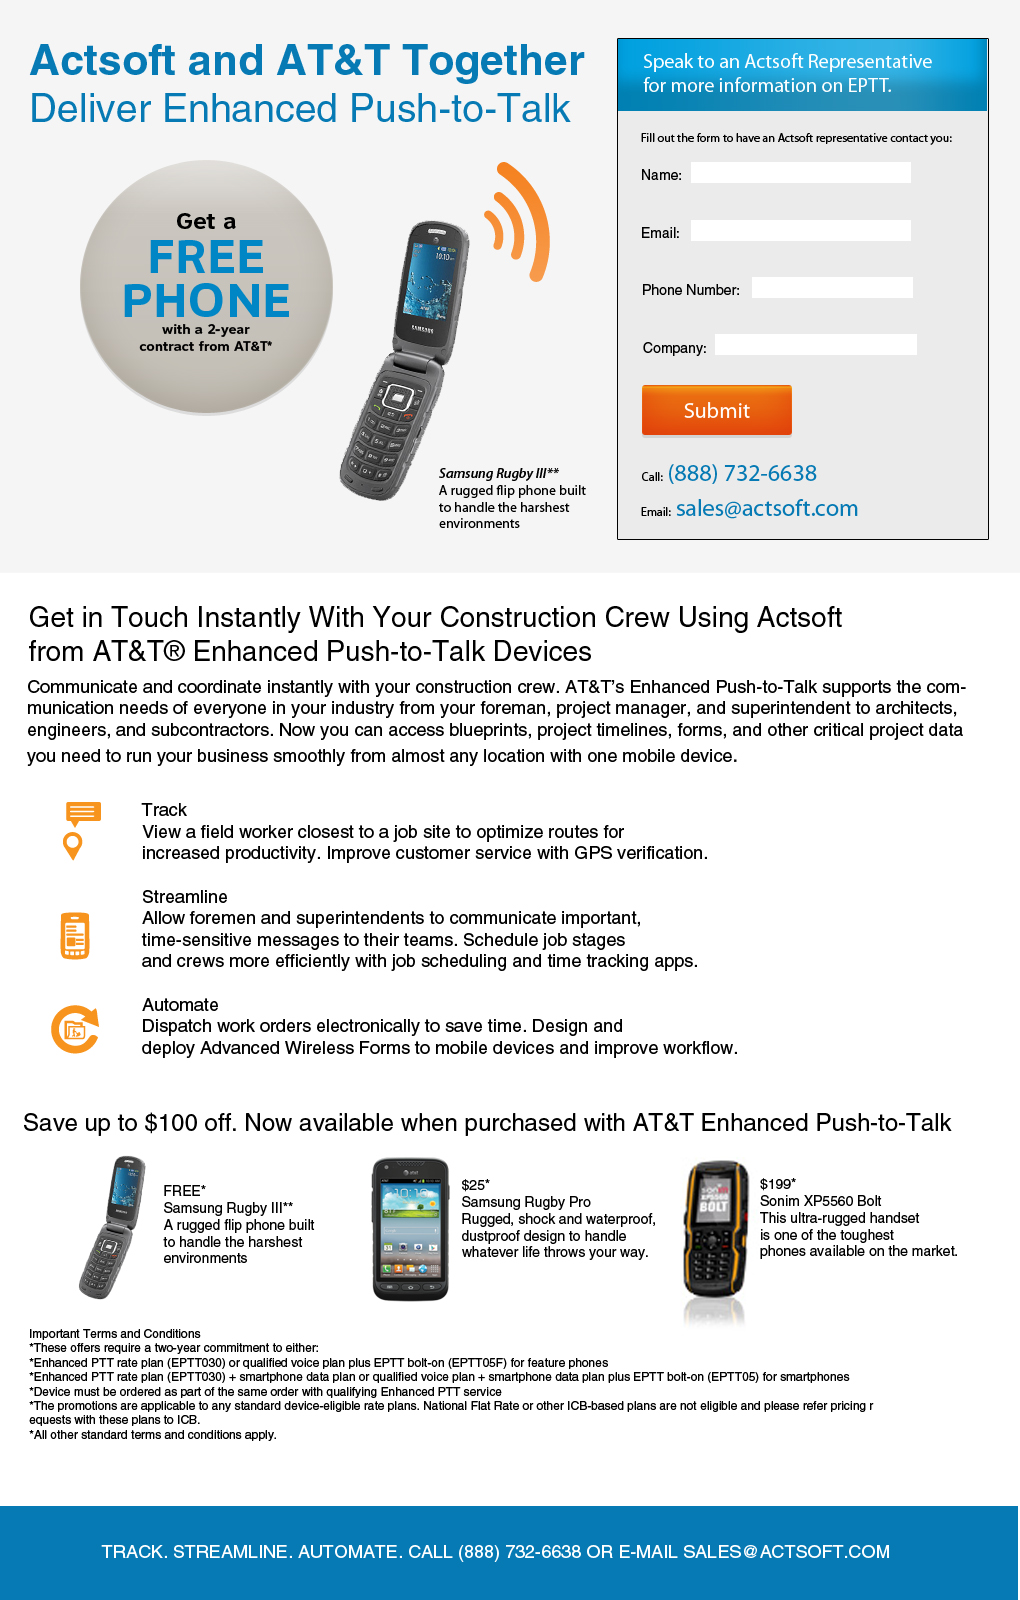 Actsoft and AT&T Together
Deliver Enhanced Push-to-Talk
Get a
FREE
PHONE
with a 2-year
contract from AT&T*
SAMSUNG
Samsung Rugby III**
A rugged flip phone built
to handle the harshest
environments
Speak to an Actsoft Representative
for more information on EPTT.
Fill out the form to have an Actsoft representative contact you:
Name:
Email:
Phone Number:
Company:
Submit
Call: (888) 732-6638
Email: sales@actsoft.com
Get in Touch Instantly With Your Construction Crew Using Actsoft
from AT&T® Enhanced Push-to-Talk Devices
Communicate and coordinate instantly with your construction crew. AT&T’s Enhanced Push-to-Talk supports the com-
munication needs of everyone in your industry from your foreman, project manager, and superintendent to architects,
engineers, and subcontractors. Now you can access blueprints, project timelines, forms, and other critical project data
you need to run your business smoothly from almost any location with one mobile device.
Track
View a field worker closest to a job site to optimize routes for
increased productivity. Improve customer service with GPS verification.
Streamline
Allow foremen and superintendents to communicate important,
time-sensitive messages to their teams. Schedule job stages
and crews more efficiently with job scheduling and time tracking apps.
Automate
Dispatch work orders electronically to save time. Design and
deploy Advanced Wireless Forms to mobile devices and improve workflow.
Save up to $100 off. Now available when purchased with AT&T Enhanced Push-to-Talk
FREE*
Samsung Rugby III**
A rugged flip phone built
to handle the harshest
environments
$25*
Samsung Rugby Pro
Rugged, shock and waterproof,
dustproof design to handle
whatever life throws your way.
XP5560
BOLT
$199*
Sonim XP5560 Bolt
This ultra-rugged handset
is one of the toughest
phones available on the market.
Important Terms and Conditions
*These offers require a two-year commitment to either:
*Enhanced PTT rate plan (EPTT030) or qualified voice plan plus EPTT bolt-on (EPTT05F) for feature phones
*Enhanced PTT rate plan (EPTT030) + smartphone data plan or qualified voice plan + smartphone data plan plus EPTT bolt-on (EPTT05) for smartphones
*Device must be ordered as part of the same order with qualifying Enhanced PTT service
*The promotions are applicable to any standard device-eligible rate plans. National Flat Rate or other ICB-based plans are not eligible and please refer pricing r
equests with these plans to ICB.
*All other standard terms and conditions apply.
TRACK. STREAMLINE. AUTOMATE. CALL (888) 732-6638 OR E-MAIL SALES@ACTSOFT.COM